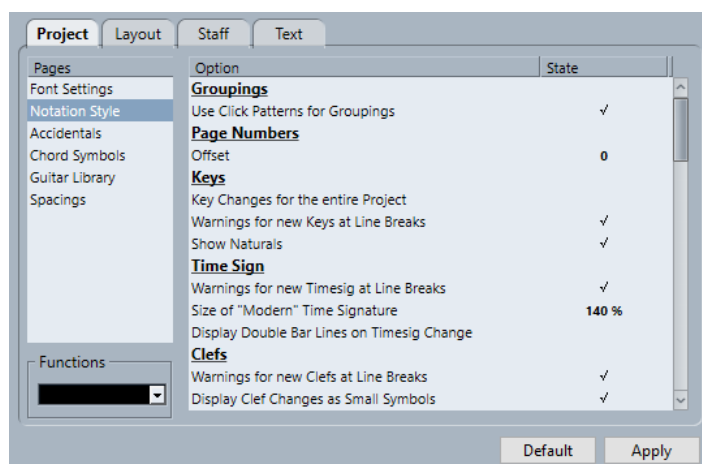 Project Layout Staff Text
Pages
Font Settings
Notation Style
Accidentals
Chord Symbols
Guitar Library
Spacings
Functions
Option State
Groupings
Use Click Patterns for Groupings ✓
Page Numbers
Offset 0
Keys
Key Changes for the entire Project
Warnings for new Keys at Line Breaks ✓
Show Naturals ✓
Time Sign
Warnings for new Timesig at Line Breaks ✓
Size of "Modern" Time Signature 140 %
Display Double Bar Lines on Timesig Change
Clefs
Warnings for new Clefs at Line Breaks ✓
Display Clef Changes as Small Symbols ✓
Default Apply